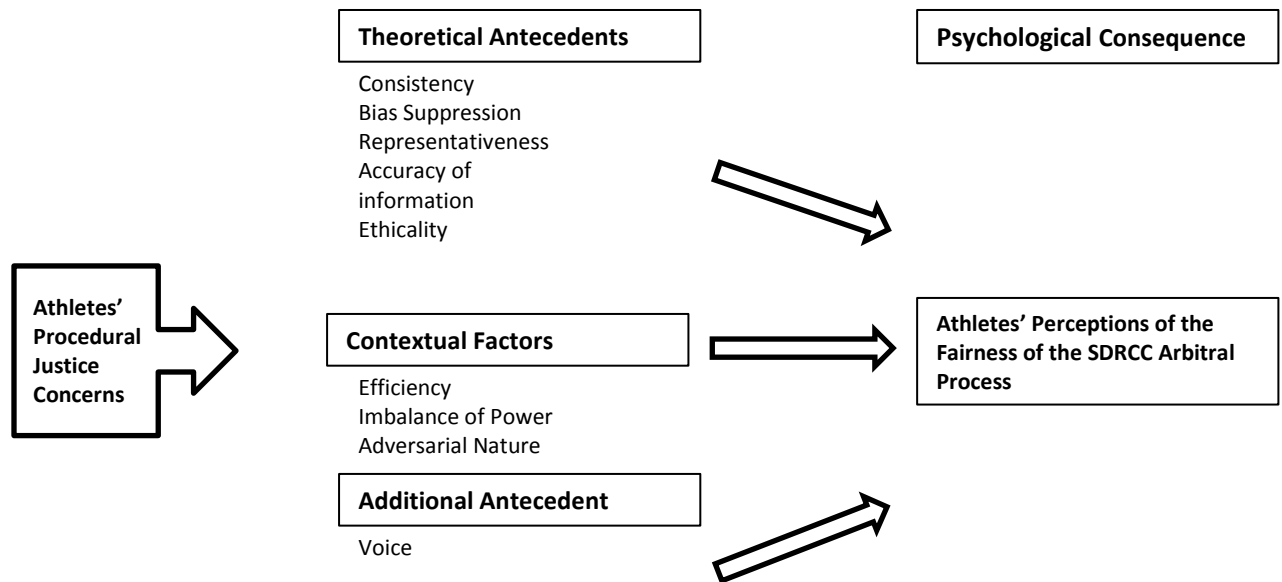 Theoretical Antecedents
Consistency
Bias Suppression
Representativeness
Accuracy of
information
Ethicality
Psychological Consequence
Athletes’
Procedural
Justice
Concerns
Contextual Factors
Efficiency
Imbalance of Power
Adversarial Nature
Athletes’ Perceptions of the
Fairness of the SDRCC Arbitral
Process
Additional Antecedent
Voice